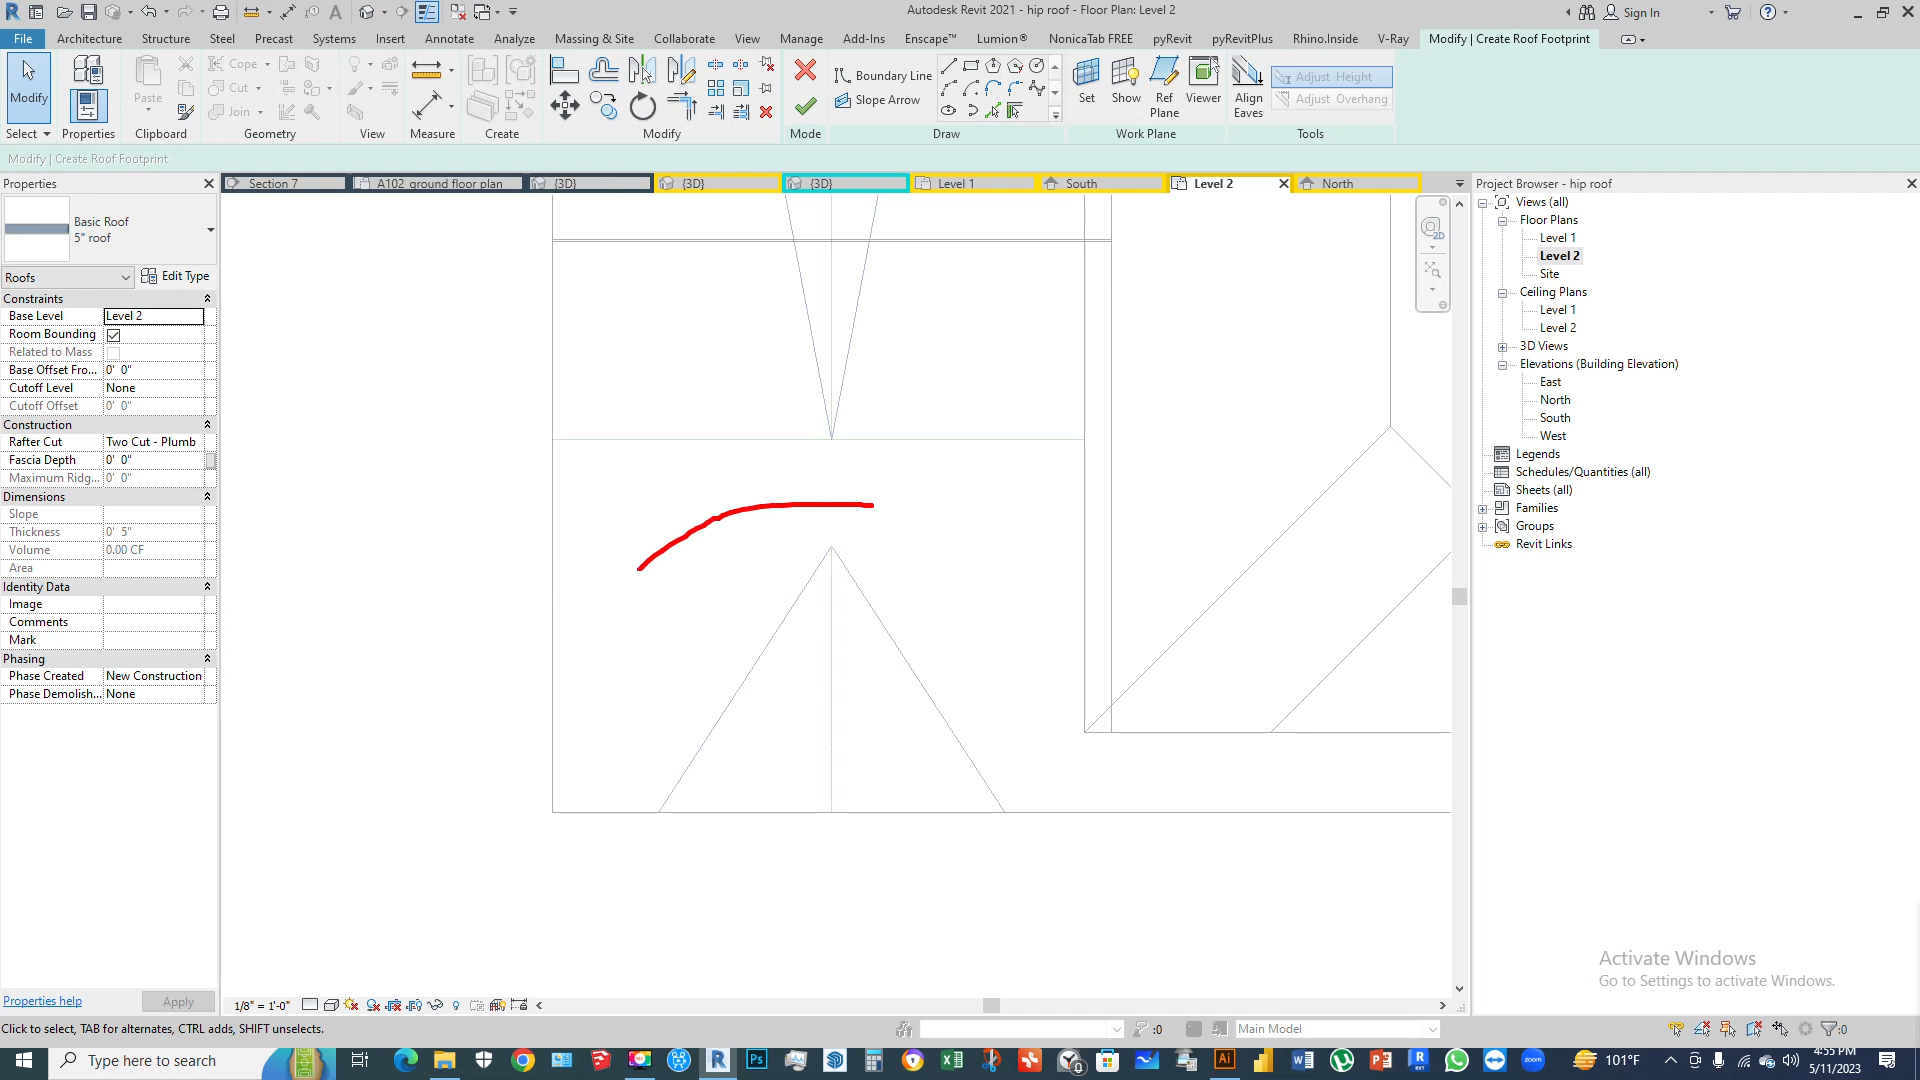 Autodesk Revit 2021 - hip roof - Floor Plan: Level 2
Sign In
File Architecture Structure Steel Precast Systems Insert Annotate Analyze Massing & Site Collaborate View Manage Add-Ins Enscape™ Lumion® NonicaTab FREE pyRevit pyRevitPlus Rhino.Inside V-Ray Modify | Create Roof Footprint
Modify
Paste
Cope
Cut
Join
Boundary Line
Slope Arrow
Set Show Ref Plane Viewer Align Eaves
Adjust Height
Adjust Overhang
Select Properties Clipboard Geometry View Measure Create Modify Mode Draw Work Plane Tools
Modify | Create Roof Footprint
Properties
Section 7 A102 ground floor plan {3D} {3D} {3D} Level 1 South Level 2 North
Project Browser - hip roof
Basic Roof
5" roof
Roofs Edit Type
Constraints
Base Level Level 2
Room Bounding
Related to Mass
Base Offset Fro... 0' 0"
Cutoff Level None
Cutoff Offset 0' 0"
Construction
Rafter Cut Two Cut - Plumb
Fascia Depth 0' 0"
Maximum Ridg... 0' 0"
Dimensions
Slope
Thickness 0' 5"
Volume 0.00 CF
Area
Identity Data
Image
Comments
Mark
Phasing
Phase Created New Construction
Phase Demolish... None
Properties help Apply
2D
Views (all)
Floor Plans
Level 1
Level 2
Site
Ceiling Plans
Level 1
Level 2
3D Views
Elevations (Building Elevation)
East
North
South
West
Legends
Schedules/Quantities (all)
Sheets (all)
Families
Groups
Revit Links
Activate Windows
Go to Settings to activate Windows.
1/8" = 1'-0"
Click to select, TAB for alternates, CTRL adds, SHIFT unselects.
:0 Main Model :0
Type here to search
101°F
4:55 PM
5/11/2023